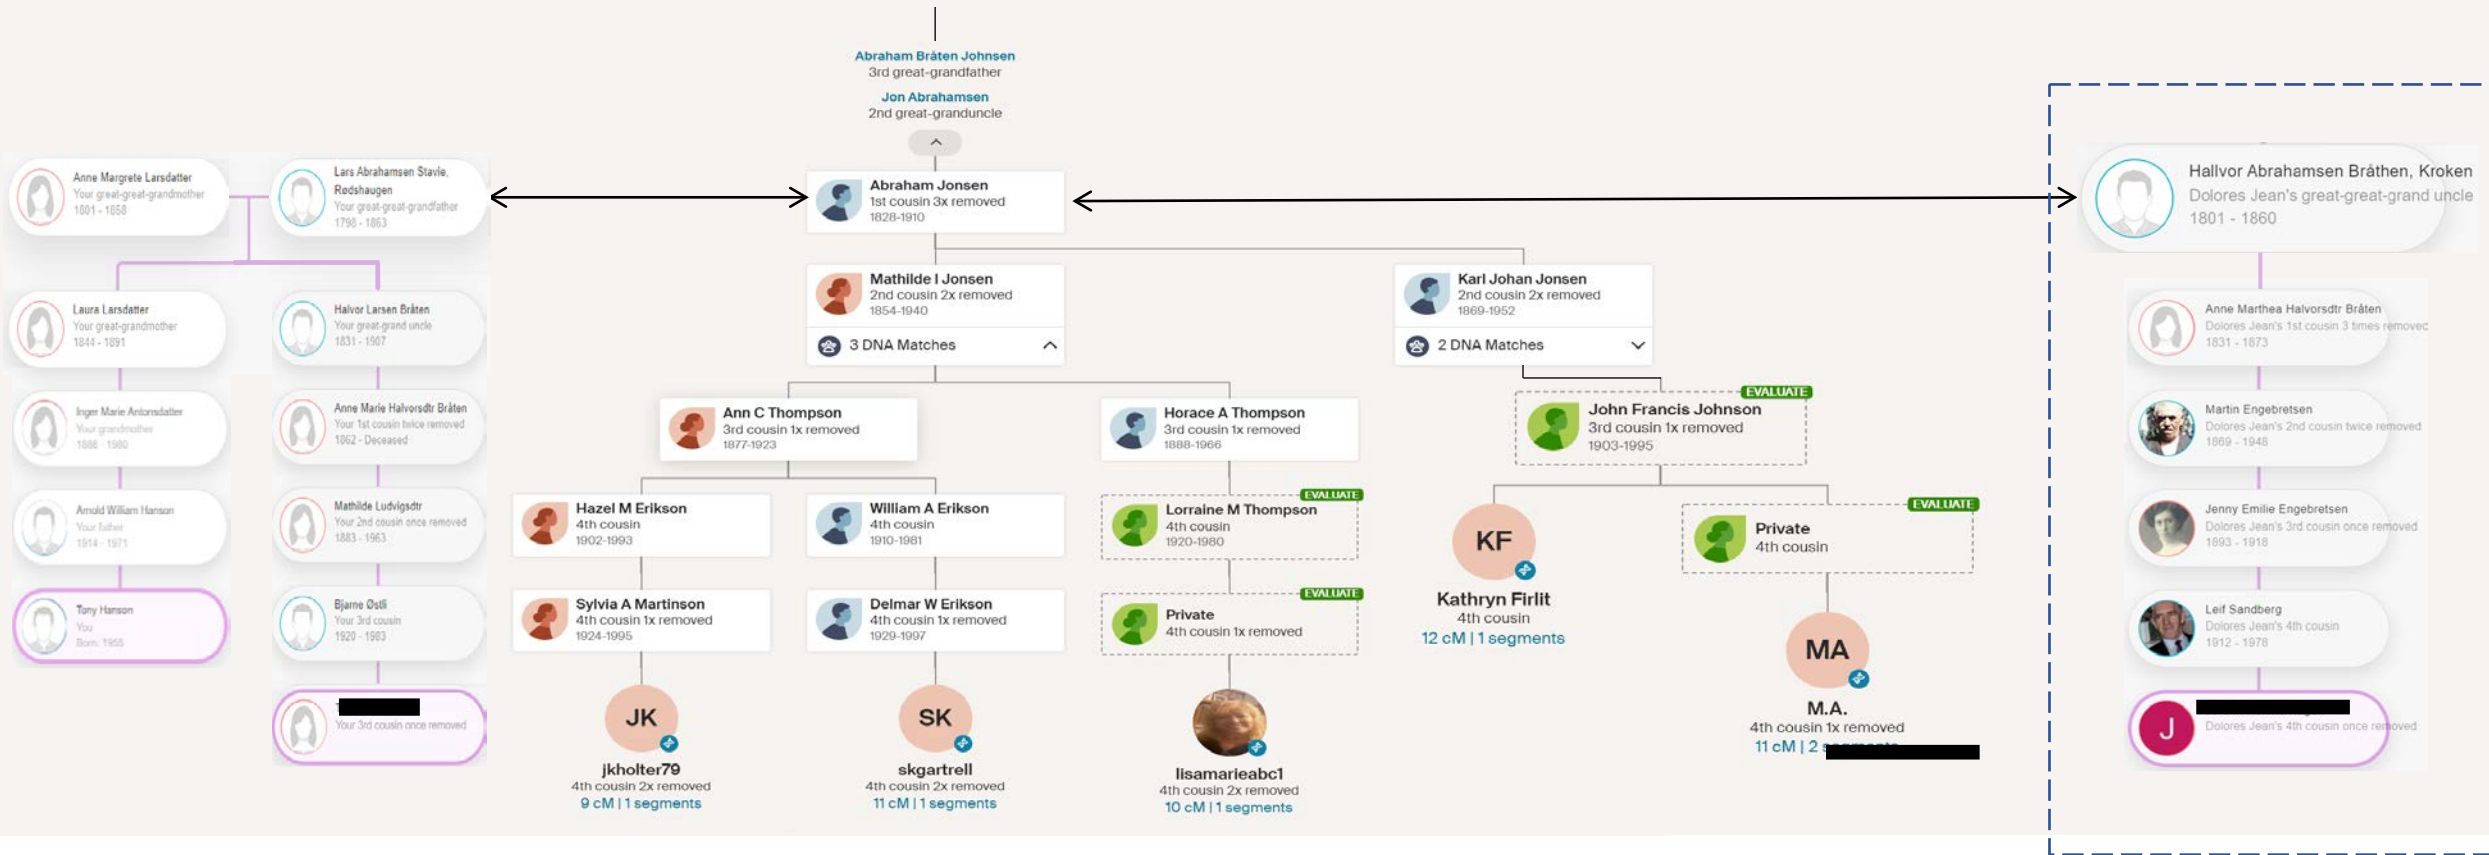 Abraham Bråten Johnsen
3rd great-grandfather
Jon Abrahamsen
2nd great-granduncle
Anne Margrete Larsdatter
Your great-great-grandmother
1801 - 1858
Lars Abrahamsen Stavle,
Rødshaugen
Your great-great-grandfather
1798 - 1863
Laura Larsdatter
Your great-grandmother
1844 - 1891
Halvor Larsen Bråten
Your great-grand uncle
1831 - 1907
Inger Marie Antonsdatter
Your grandmother
1886 - 1980
Anne Marie Halvorsdtr Bråten
Your 1st cousin twice removed
1862 - Deceased
Arnold William Hanson
Your father
1914 - 1971
Mathilde Ludvigsdtr
Your 2nd cousin once removed
1883 - 1963
Tony Hanson
You
Born: 1955
Bjarne Østli
Your 3rd cousin
1920 - 1983
Your 3rd cousin once removed
Abraham Jonsen
1st cousin 3x removed
1828-1910
Mathilde I Jonsen
2nd cousin 2x removed
1854-1940
3 DNA Matches
Karl Johan Jonsen
2nd cousin 2x removed
1869-1952
2 DNA Matches
Ann C Thompson
3rd cousin 1x removed
1877-1923
Horace A Thompson
3rd cousin 1x removed
1888-1966
EVALUATE
John Francis Johnson
3rd cousin 1x removed
1903-1995
Hazel M Erikson
4th cousin
1902-1993
William A Erikson
4th cousin
1910-1981
EVALUATE
Lorraine M Thompson
4th cousin
1920-1980
KF
Kathryn Firlit
4th cousin
12 cM | 1 segments
EVALUATE
Private
4th cousin
Sylvia A Martinson
4th cousin 1x removed
1924-1995
Delmar W Erikson
4th cousin 1x removed
1929-1997
EVALUATE
Private
4th cousin 1x removed
MA
M.A.
4th cousin 1x removed
11 cM | 2
JK
jkholter79
4th cousin 2x removed
9 cM | 1 segments
SK
skgartrell
4th cousin 2x removed
11 cM | 1 segments
lisamarieabc1
4th cousin 2x removed
10 cM | 1 segments
Hallvor Abrahamsen Bråthen, Kroken
Dolores Jean's great-great-grand uncle
1801 - 1860
Anne Marthea Halvorsdtr Bråten
Dolores Jean's 1st cousin 3 times removed
1831 - 1873
Martin Engebretsen
Dolores Jean's 2nd cousin twice removed
1869 - 1948
Jenny Emilie Engebretsen
Dolores Jean's 3rd cousin once removed
1893 - 1918
Leif Sandberg
Dolores Jean's 4th cousin
1912 - 1978
J
Dolores Jean's 4th cousin once removed